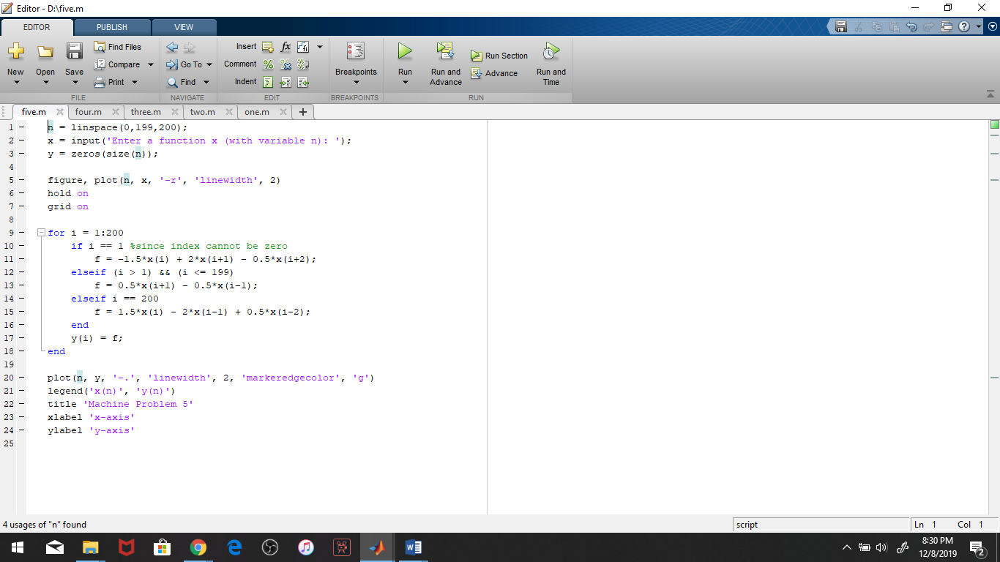 Editor - D:\five.m
EDITOR PUBLISH VIEW
New Open Save Find Files Compare Print
Go To Find
Insert fx
Comment
Indent
Breakpoints
Run Run and Advance Run Section Advance Run and Time
FILE NAVIGATE EDIT BREAKPOINTS RUN
five.m four.m three.m two.m one.m +
1 n = linspace(0,199,200);
2 x = input('Enter a function x (with variable n): ');
3 y = zeros(size(n));
4
5 figure, plot(n, x, '-r', 'linewidth', 2)
6 hold on
7 grid on
8
9 for i = 1:200
10 if i == 1 %since index cannot be zero
11 f = -1.5*x(i) + 2*x(i+1) - 0.5*x(i+2);
12 elseif (i > 1) && (i <= 199)
13 f = 0.5*x(i+1) - 0.5*x(i-1);
14 elseif i == 200
15 f = 1.5*x(i) - 2*x(i-1) + 0.5*x(i-2);
16 end
17 y(i) = f;
18 end
19
20 plot(n, y, '-.', 'linewidth', 2, 'markeredgecolor', 'g')
21 legend('x(n)', 'y(n)')
22 title 'Machine Problem 5'
23 xlabel 'x-axis'
24 ylabel 'y-axis'
25
4 usages of "n" found script Ln 1 Col 1
8:30 PM
12/8/2019
2